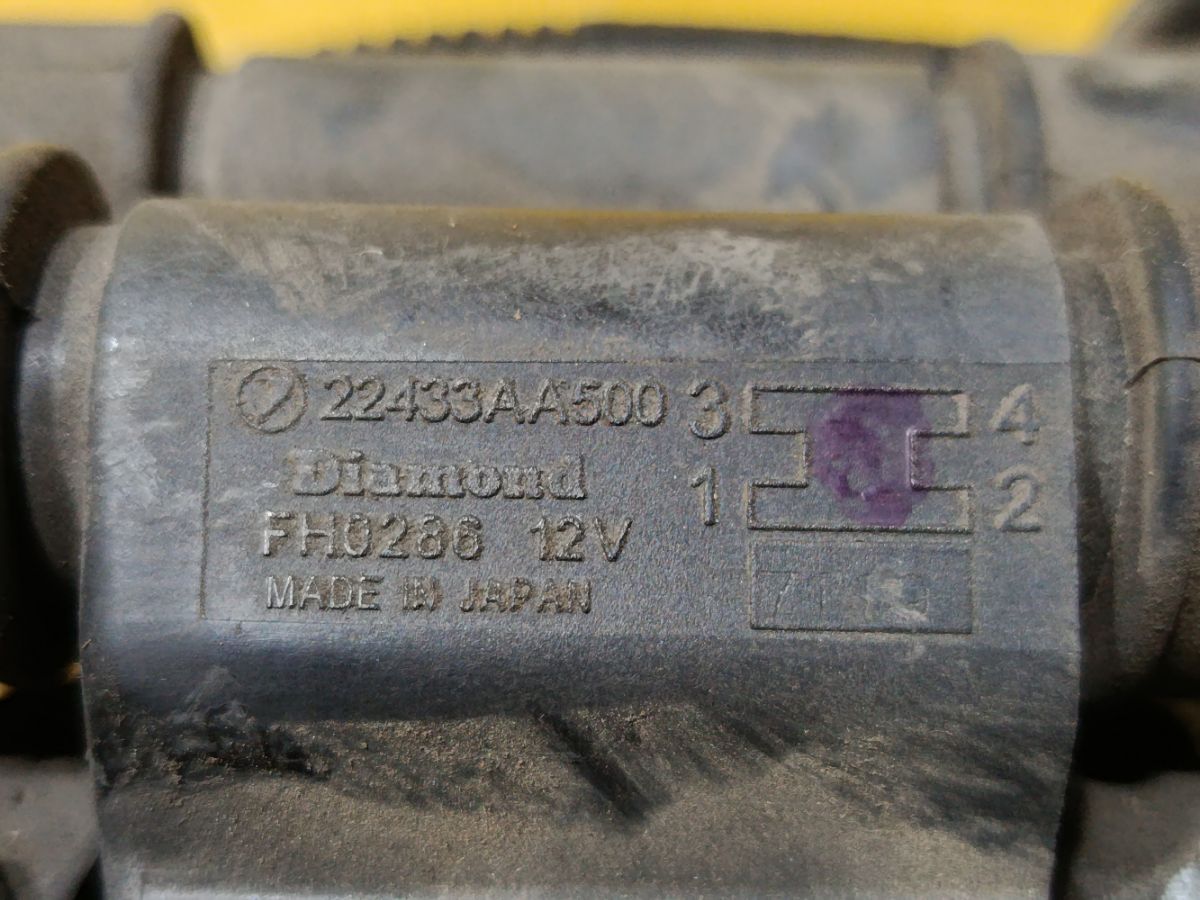 22433AA500
Diamond
FH0286 12V
MADE IN JAPAN
3 4
1 2